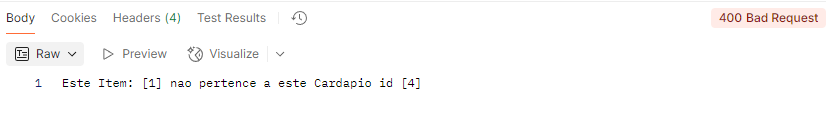 Body Cookies Headers (4) Test Results 400 Bad Request
Raw Preview Visualize
1 Este Item: [1] nao pertence a este Cardapio id [4]